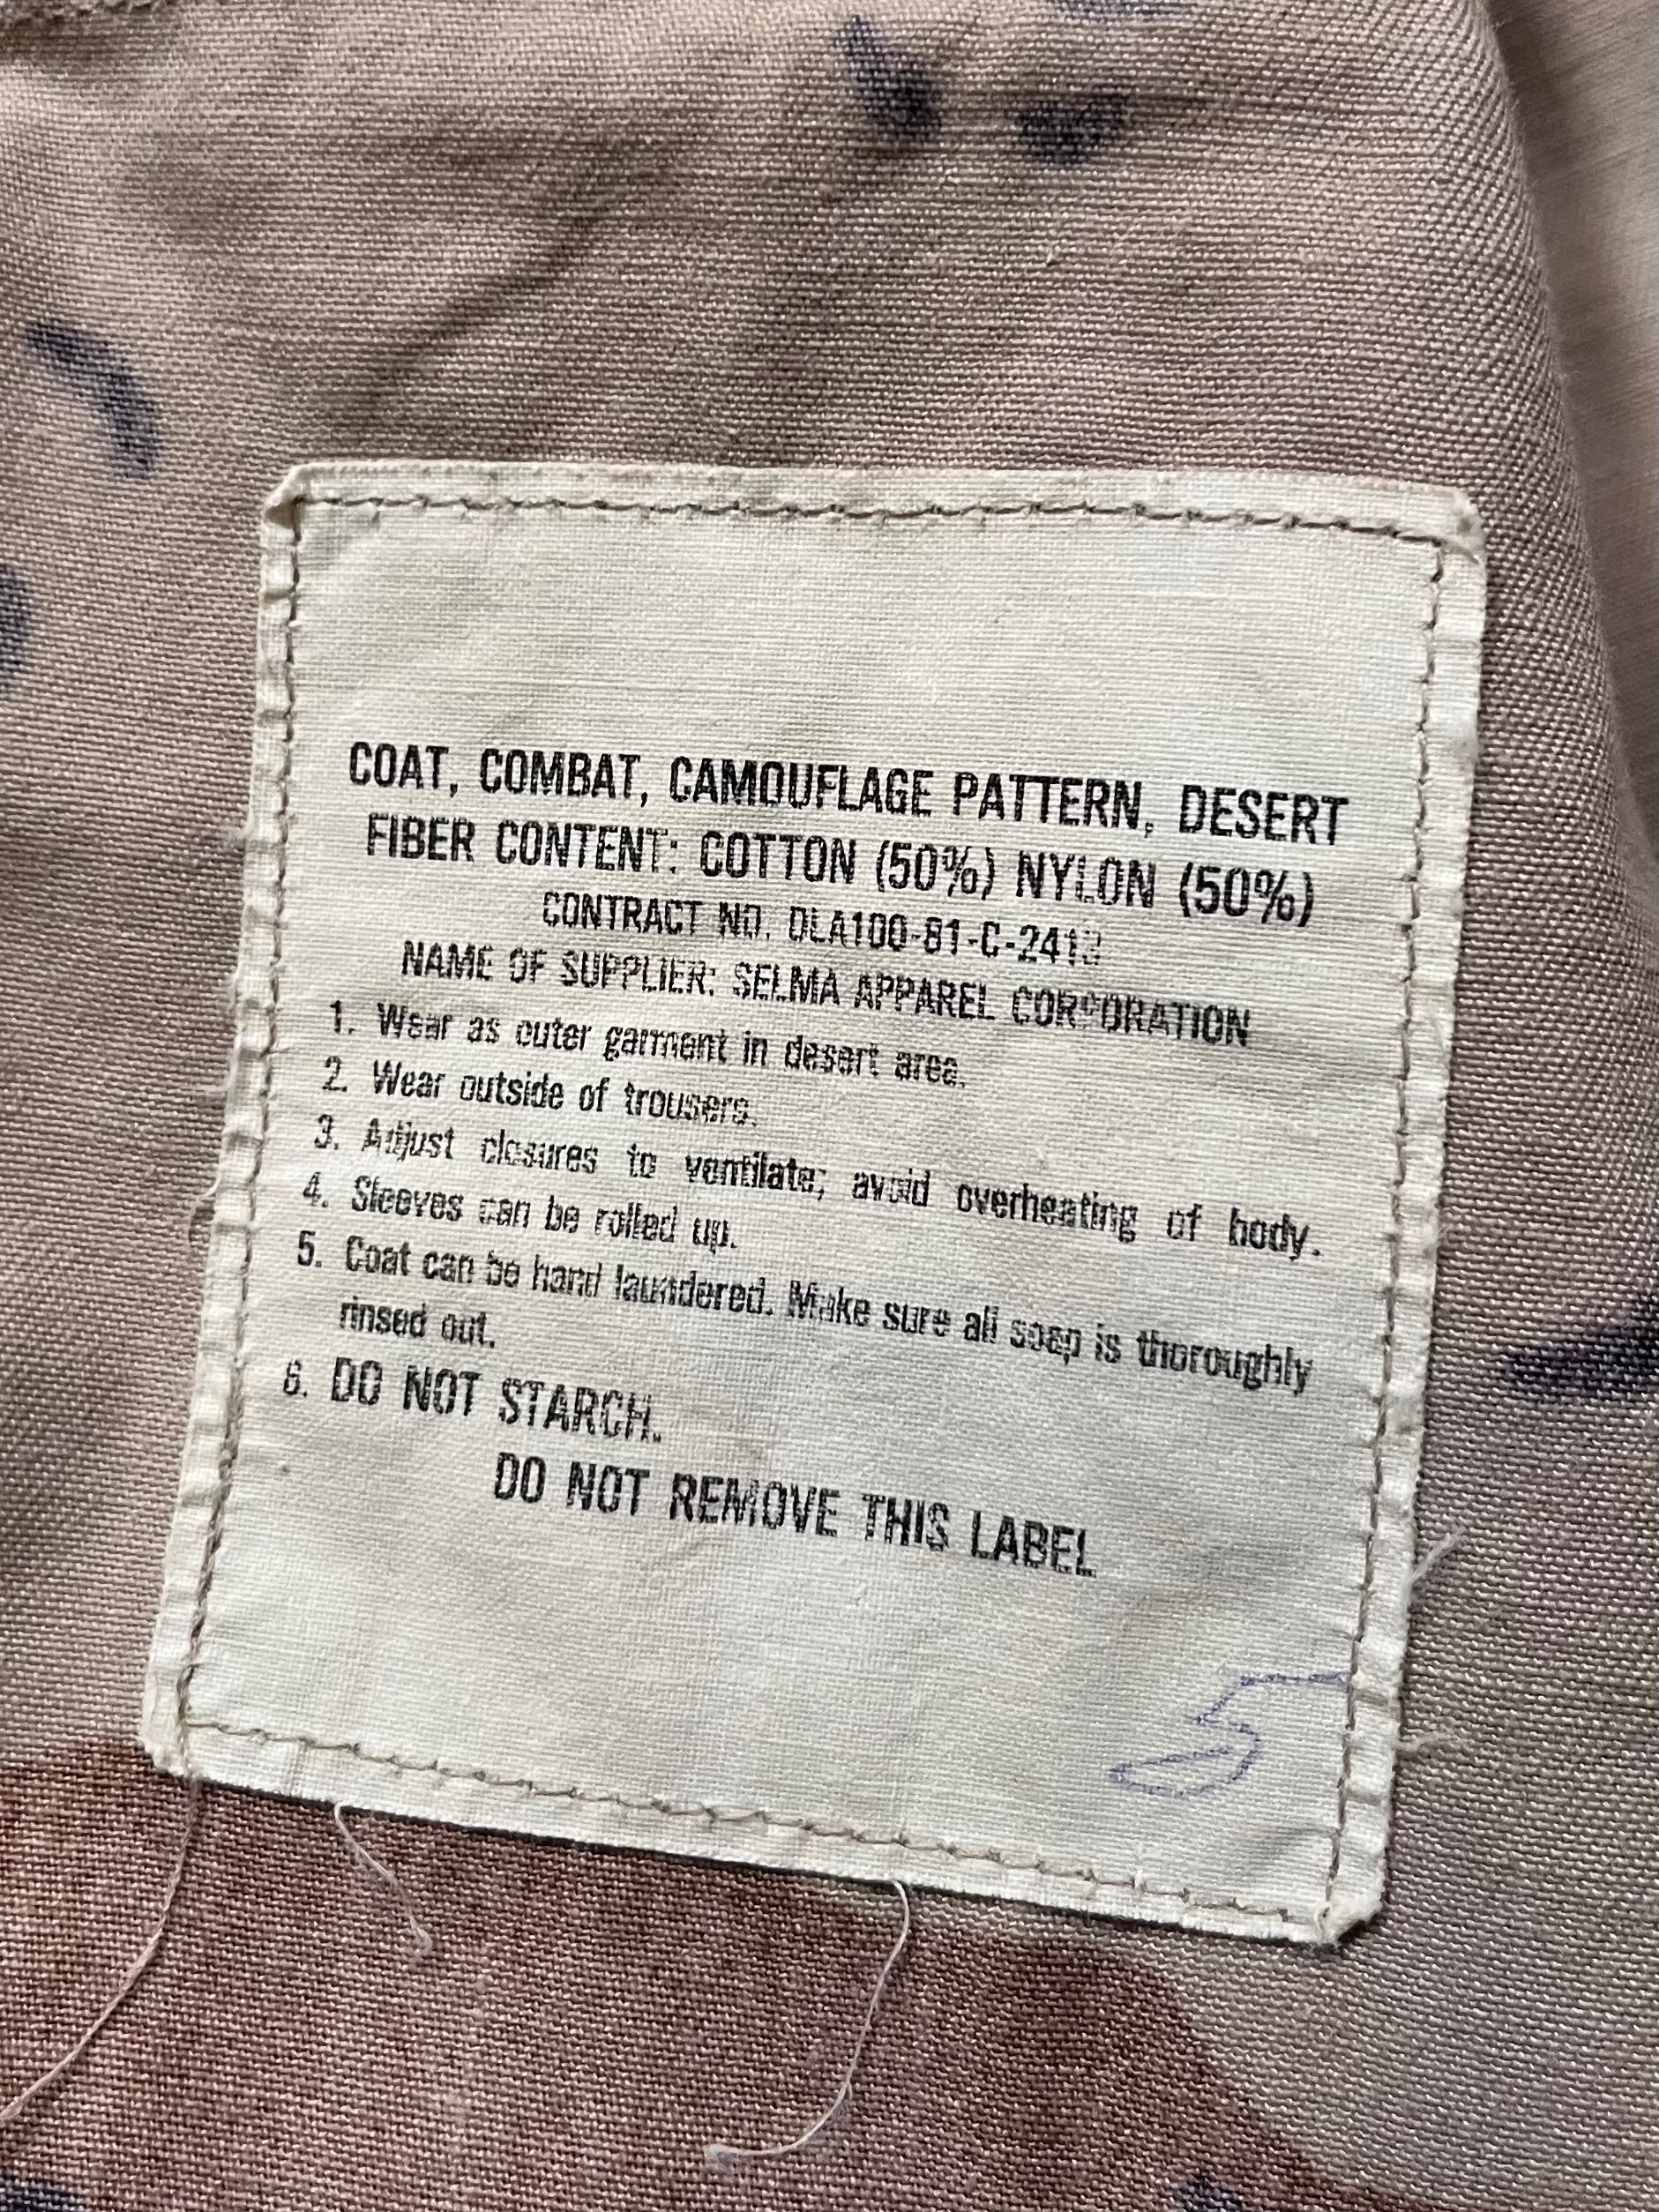 COAT, COMBAT, CAMOUFLAGE PATTERN, DESERT
FIBER CONTENT: COTTON (50%) NYLON (50%)
CONTRACT NO.
NAME OF SUPPLIER: SELMA APPAREL CORPORATION
1. Wear as outer garment in desert area.
2. Wear outside of trousers.
3. Adjust closures to ventilate; avoid overheating of body.
4. Sleeves can be rolled up.
5. Coat can be hand laundered. Make sure all soap is thoroughly
rinsed out.
6. DO NOT STARCH.
DO NOT REMOVE THIS LABEL
5